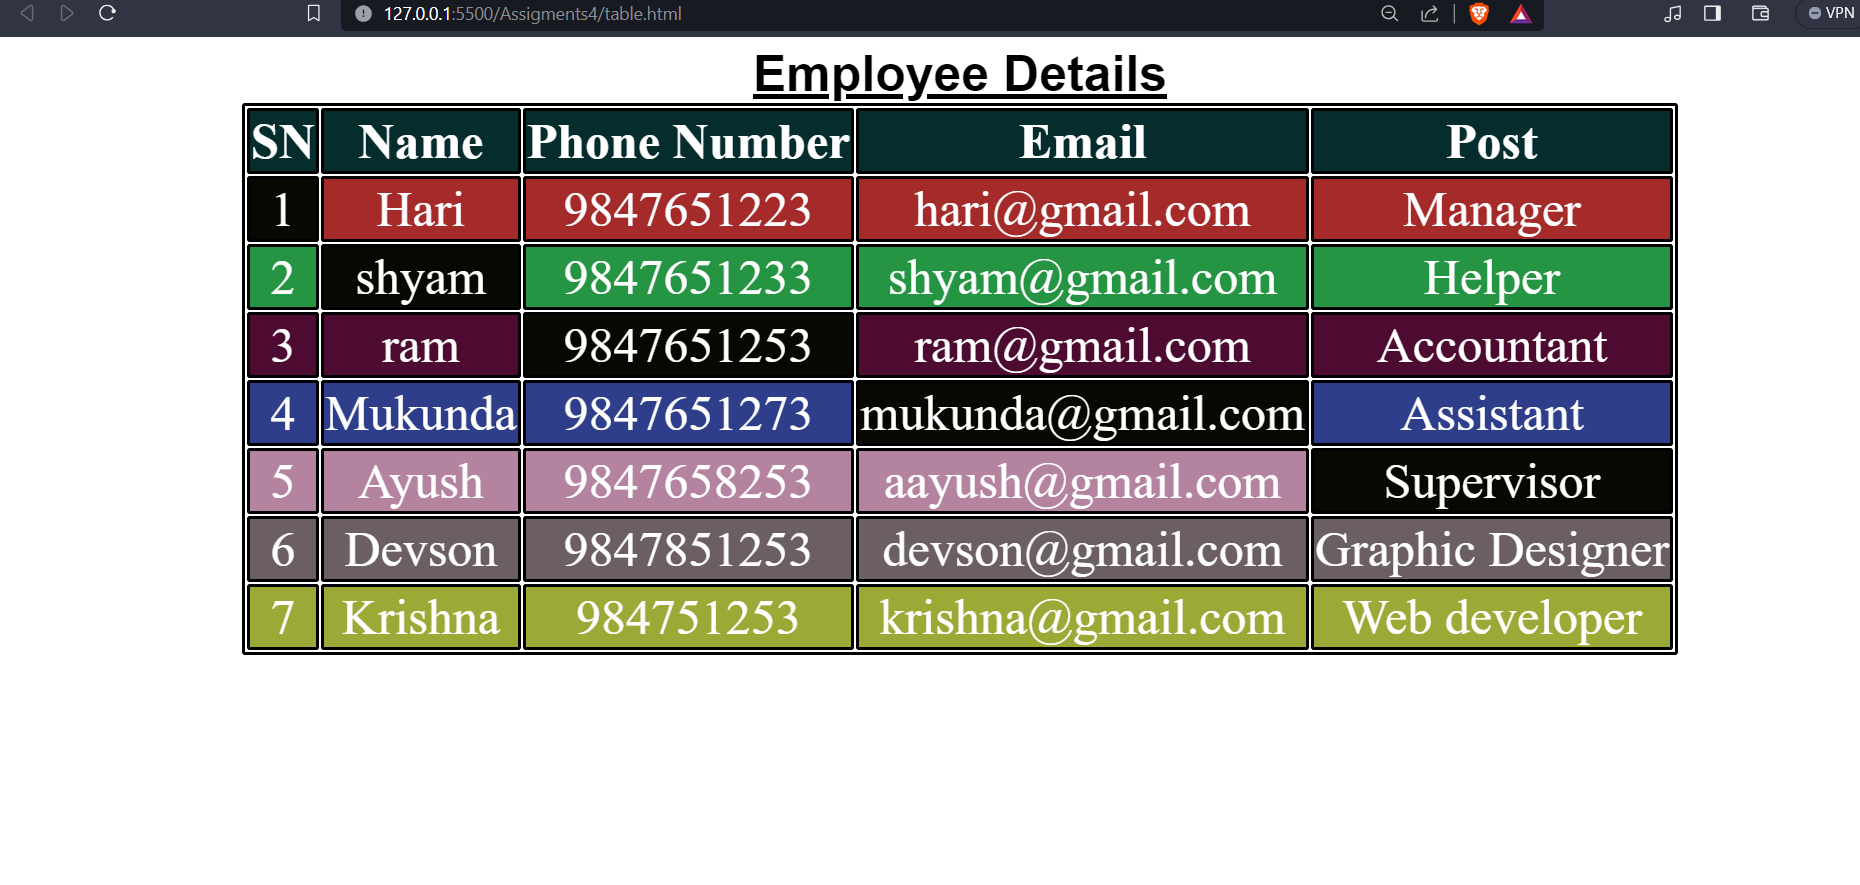 127.0.0.1:5500/Assigments4/table.html
VPN
Employee Details
SN Name Phone Number Email Post
1 Hari 9847651223 hari@gmail.com Manager
2 shyam 9847651233 shyam@gmail.com Helper
3 ram 9847651253 ram@gmail.com Accountant
4 Mukunda 9847651273 mukunda@gmail.com Assistant
5 Ayush 9847658253 aayush@gmail.com Supervisor
6 Devson 9847851253 devson@gmail.com Graphic Designer
7 Krishna 984751253 krishna@gmail.com Web developer